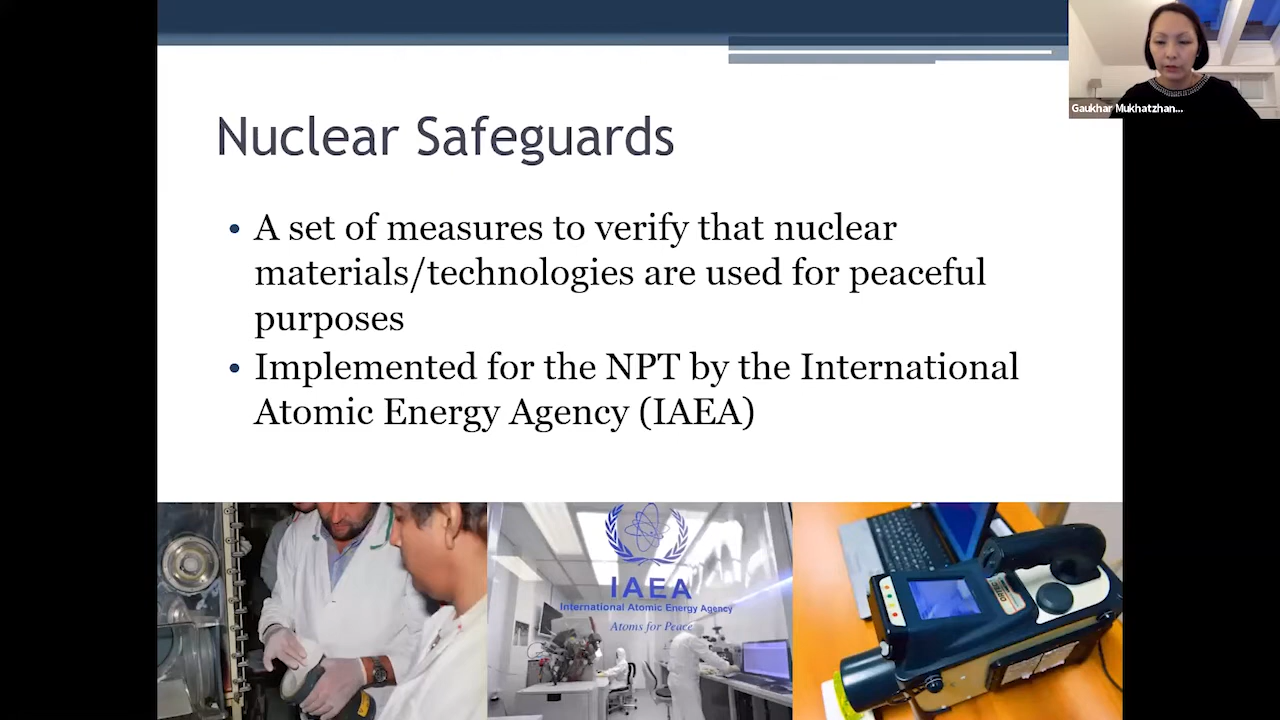 Gaukhar Mukhatzhan...
Nuclear Safeguards
• A set of measures to verify that nuclear
materials/technologies are used for peaceful
purposes
• Implemented for the NPT by the International
Atomic Energy Agency (IAEA)
IAEA
International Atomic Energy Agency
Atoms for Peace